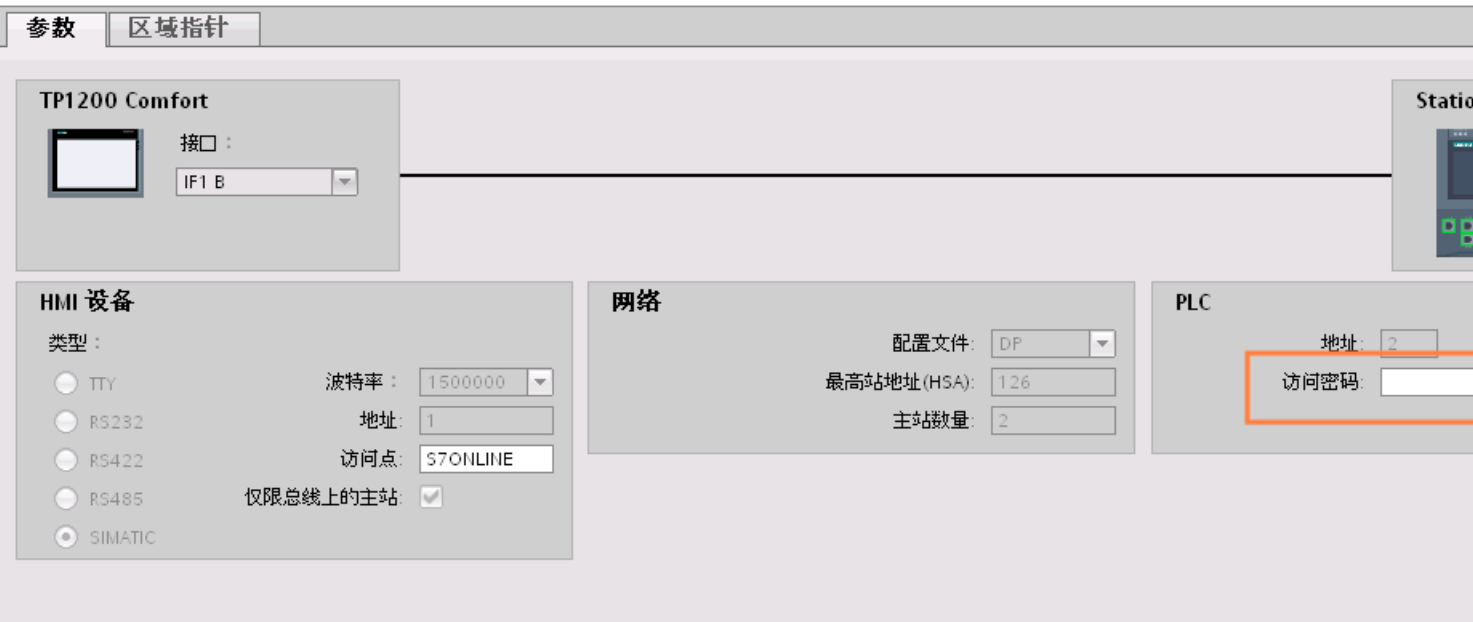 参数 区域指针
TP1200 Comfort
接口：
IF1 B
HMI 设备
类型：
TTY
RS232
RS422
RS485
SIMATIC
波特率： 1500000
地址: 1
访问点: S7ONLINE
仅限总线上的主站:
网络
配置文件: DP
最高站地址(HSA): 126
主站数量: 2
PLC
地址: 2
访问密码: